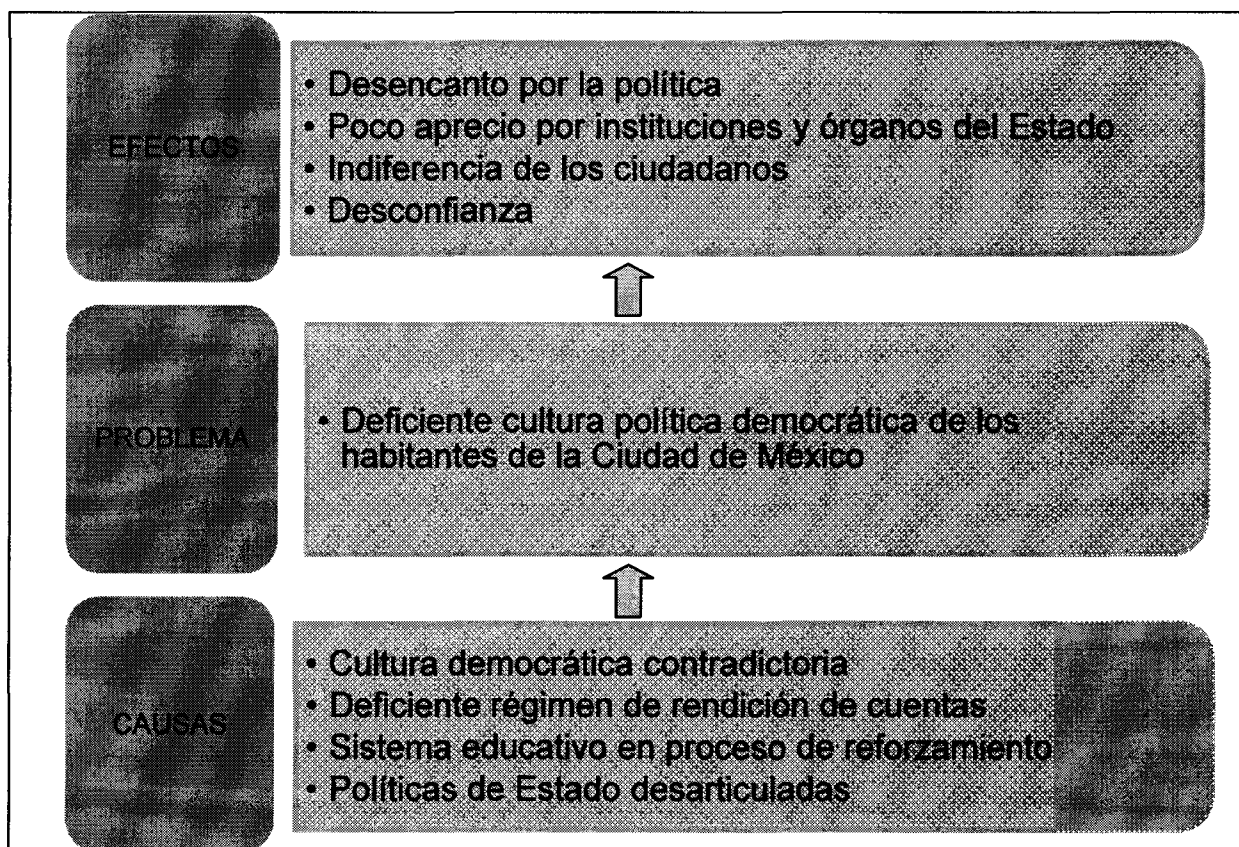 EFECTOS
• Desencanto por la política
• Poco aprecio por instituciones y órganos del Estado
• Indiferencia de los ciudadanos
• Desconfianza
PROBLEMA
• Deficiente cultura política democrática de los
habitantes de la Ciudad de México
CAUSAS
• Cultura democrática contradictoria
• Deficiente régimen de rendición de cuentas
• Sistema educativo en proceso de reforzamiento
• Políticas de Estado desarticuladas